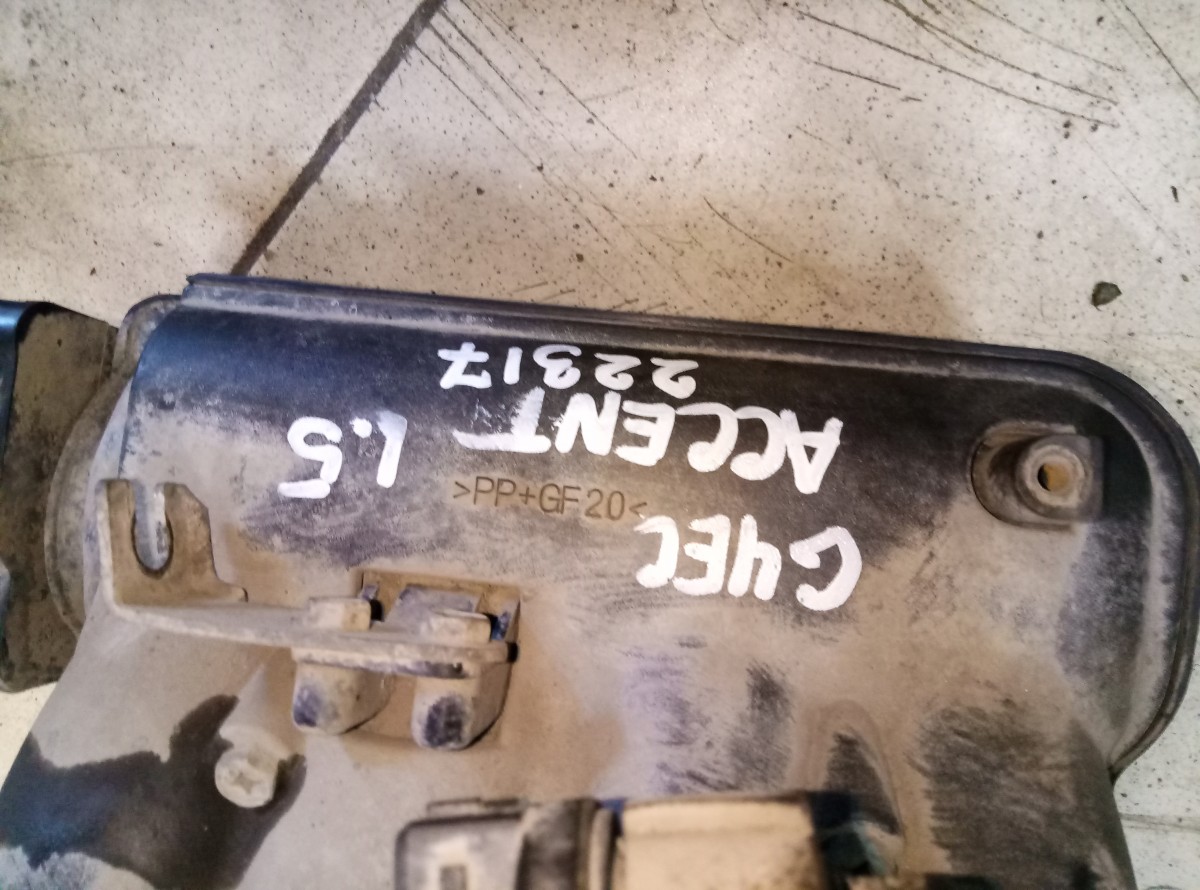 G4EC
ACCENT 1.5
22317
>PP+GF20<